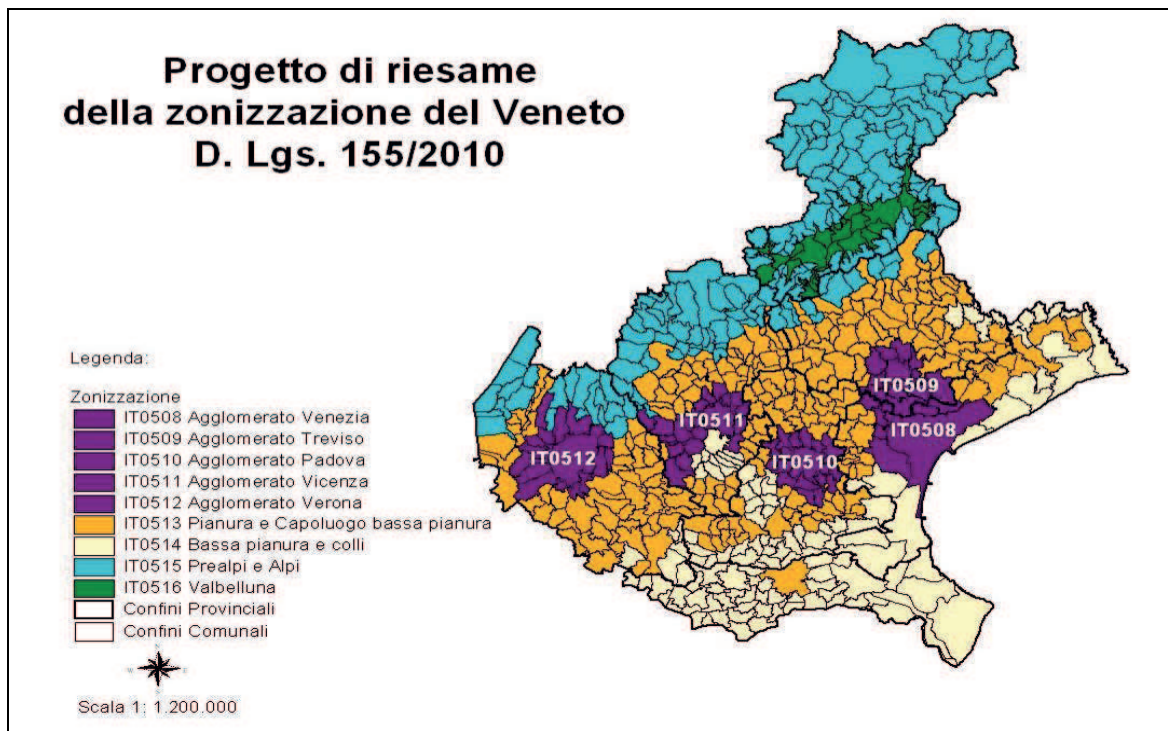 Progetto di riesame
della zonizzazione del Veneto
D. Lgs. 155/2010
Legenda:
Zonizzazione
IT0508 Agglomerato Venezia
IT0509 Agglomerato Treviso
IT0510 Agglomerato Padova
IT0511 Agglomerato Vicenza
IT0512 Agglomerato Verona
IT0513 Pianura e Capoluogo bassa pianura
IT0514 Bassa pianura e colli
IT0515 Prealpi e Alpi
IT0516 Valbelluna
Confini Provinciali
Confini Comunali
Scala 1: 1.200.000
IT0509
IT0511
IT0508
IT0512
IT0510